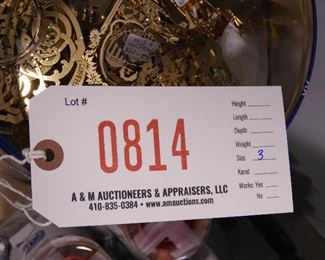 Lot #
0814
Height
Length
Depth
Weight
Size 3
Karat
Works: Yes
No
A & M AUCTIONEERS & APPRAISERS, LLC
410-835-0384 • www.amauctions.com